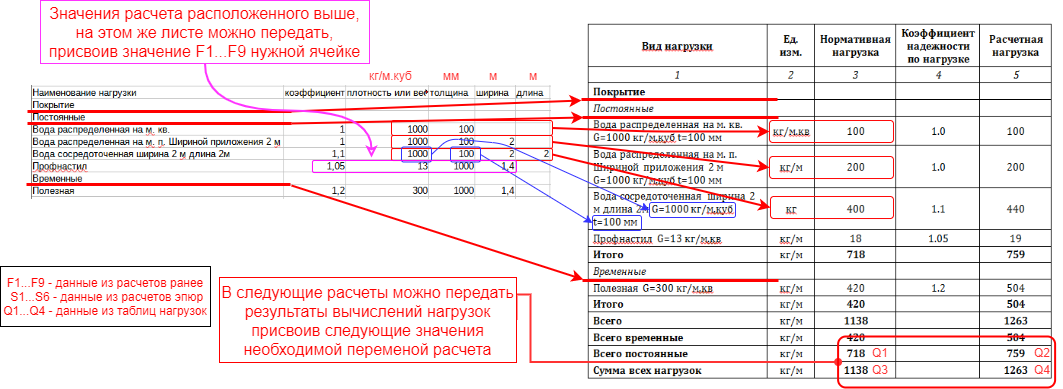 Значения расчета расположенного выше,
на этом же листе можно передать,
присвоив значение F1...F9 нужной ячейке
кг/м.куб мм м м
Наименование нагрузки коэффициент плотность или вес толщина ширина длина
Покрытие
Постоянные
Вода распределенная на м. кв. 1 1000 100
Вода распределенная на м. п. Шириной приложения 2 м 1 1000 100 2
Вода сосредоточенная ширина 2 м длина 2м 1,1 1000 100 2 2
Профнастил 1,05 13 1000 1,4
Временные
Полезная 1,2 300 1000 1,4
F1...F9 - данные из расчетов ранее
S1...S6 - данные из расчетов эпюр
Q1...Q4 - данные из таблиц нагрузок
В следующие расчеты можно передать
результаты вычислений нагрузок
присвоив следующие значения
необходимой переменой расчета
Вид нагрузки Ед. изм. Нормативная нагрузка Коэффициент надежности по нагрузке Расчетная нагрузка
1 2 3 4 5
Покрытие
Постоянные
Вода распределенная на м. кв.
G=1000 кг/м.куб t=100 мм кг/м.кв 100 1.0 100
Вода распределенная на м. п.
Шириной приложения 2 м
G=1000 кг/м.куб t=100 мм кг/м 200 1.0 200
Вода сосредоточенная ширина 2
м длина 2м G=1000 кг/м.куб
t=100 мм кг 400 1.1 440
Профнастил G=13 кг/м.кв кг/м 18 1.05 19
Итого кг/м 718 759
Временные
Полезная G=300 кг/м.кв кг/м 420 1.2 504
Итого кг/м 420 504
Всего кг/м 1138 1263
Всего временные кг/м 420 504
Всего постоянные кг/м 718 Q1 759 Q2
Сумма всех нагрузок кг/м 1138 Q3 1263 Q4